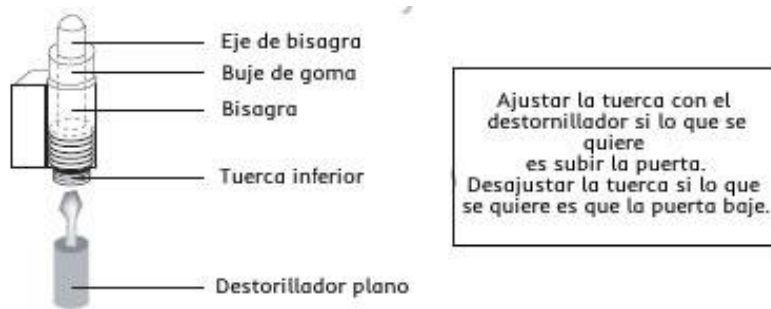 Eje de bisagra
Buje de goma
Bisagra
Tuerca inferior
Destorillador plano
Ajustar la tuerca con el
destornillador si lo que se
quiere
es subir la puerta.
Desajustar la tuerca si lo que
se quiere es que la puerta baje.